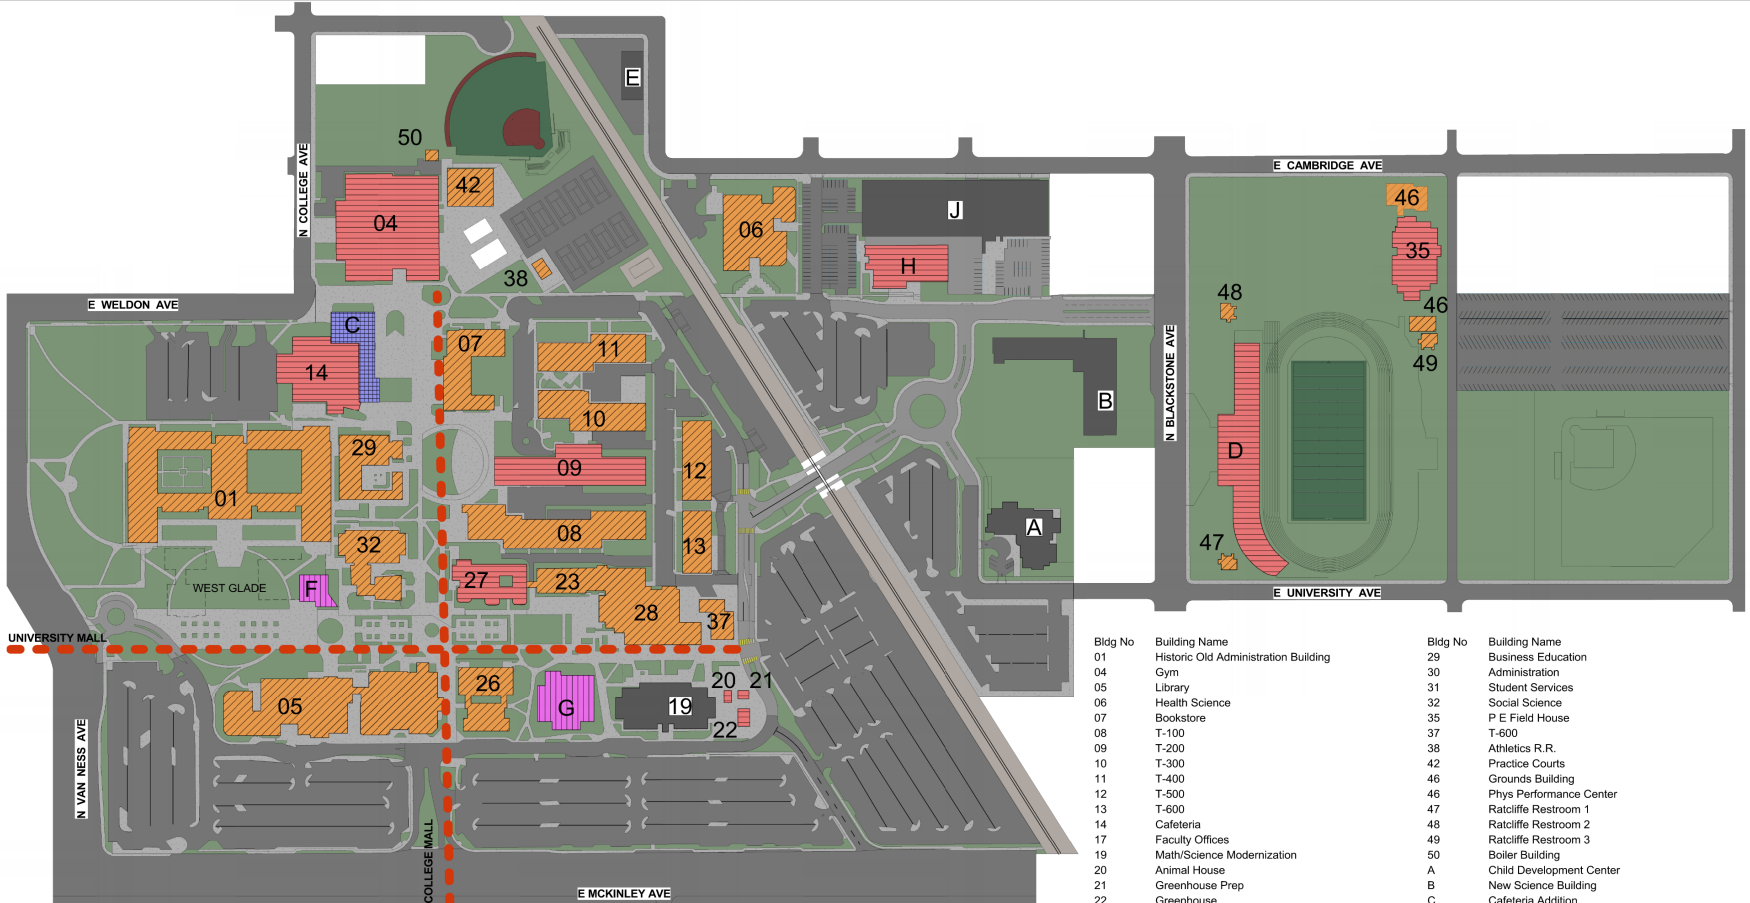 E
50
N COLLEGE AVE
E CAMBRIDGE AVE
42
46
04
06
J
35
H
38
48
46
E WELDON AVE
C
07
11
49
14
N BLACKSTONE AVE
B
10
29
D
09
12
01
A
08
13
32
47
27
23
F
WEST GLADE
28
37
E UNIVERSITY AVE
UNIVERSITY MALL
20
21
26
05
G
19
22
N VAN NESS AVE
COLLEGE MALL
E MCKINLEY AVE
Bldg No Building Name
01 Historic Old Administration Building
04 Gym
05 Library
06 Health Science
07 Bookstore
08 T-100
09 T-200
10 T-300
11 T-400
12 T-500
13 T-600
14 Cafeteria
17 Faculty Offices
19 Math/Science Modernization
20 Animal House
21 Greenhouse Prep
22 Greenhouse
Bldg No Building Name
29 Business Education
30 Administration
31 Student Services
32 Social Science
35 P E Field House
37 T-600
38 Athletics R.R.
42 Practice Courts
46 Grounds Building
46 Phys Performance Center
47 Ratcliffe Restroom 1
48 Ratcliffe Restroom 2
49 Ratcliffe Restroom 3
50 Boiler Building
A Child Development Center
B New Science Building
C Cafeteria Addition